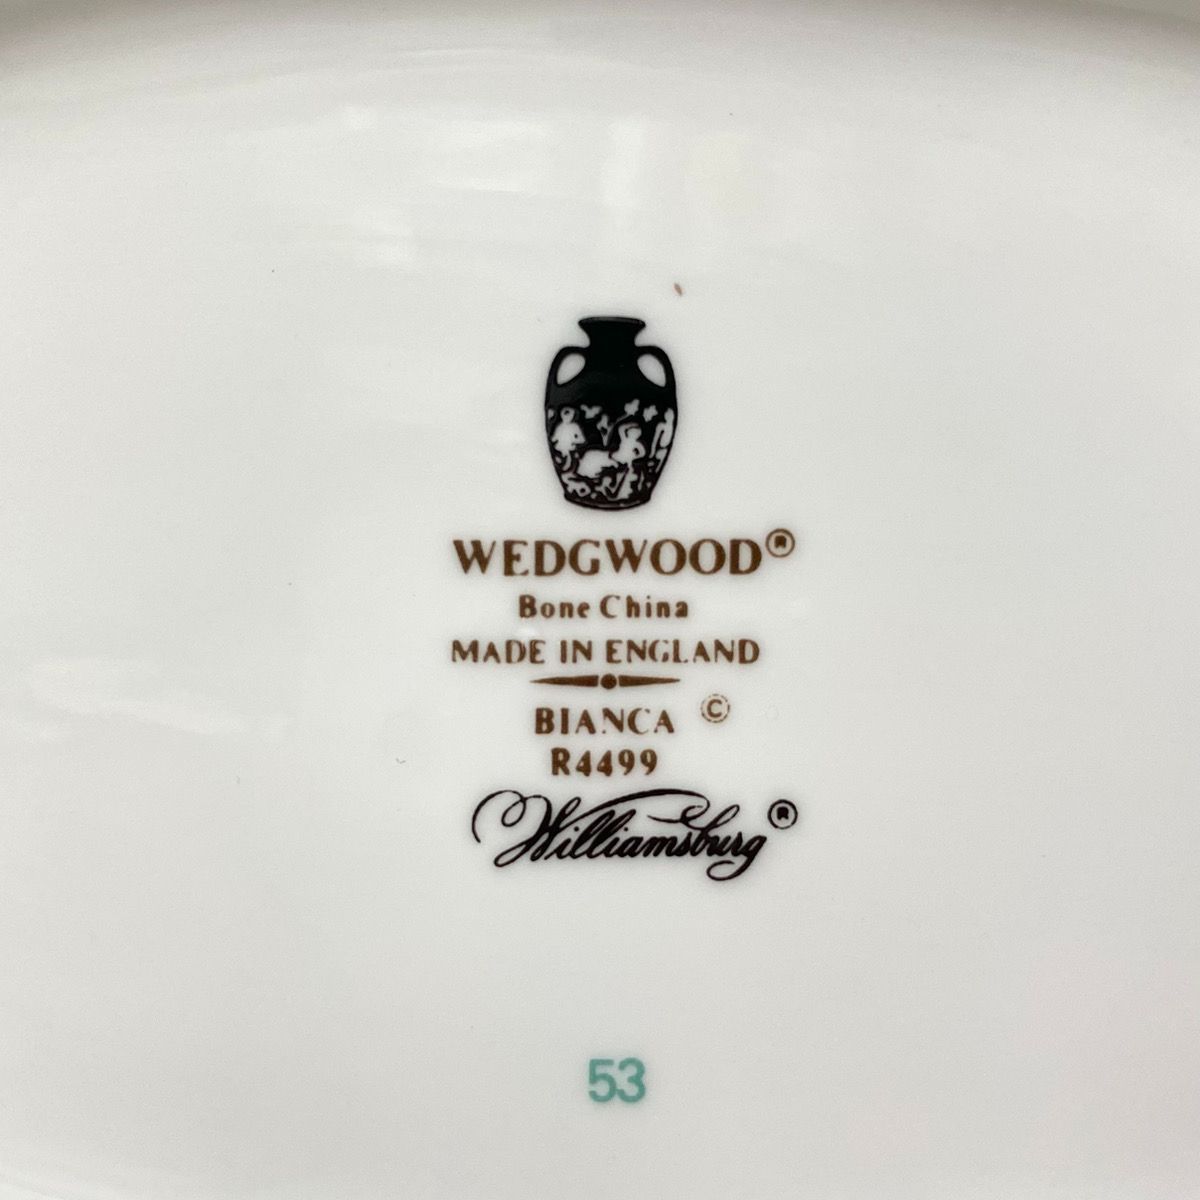 WEDGWOOD®
Bone China
MADE IN ENGLAND
BIANCA ©
R4499
Williamsburg®
53